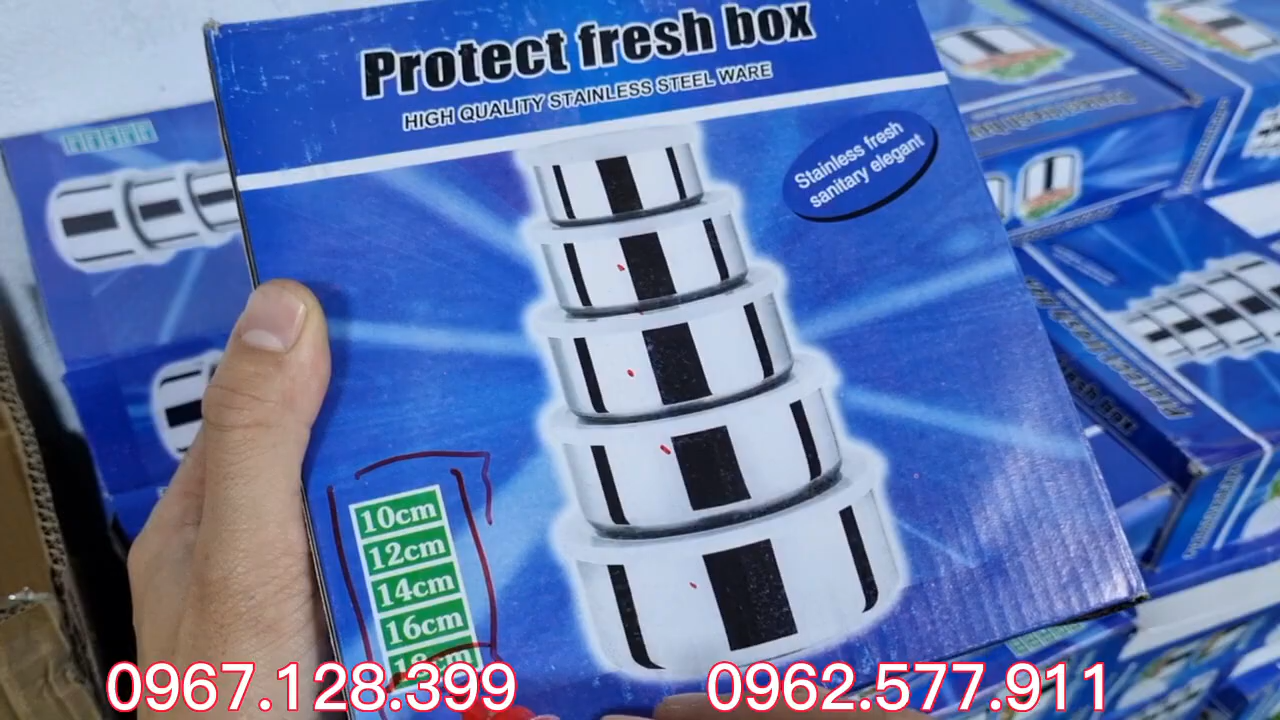 Protect fresh box
HIGH QUALITY STAINLESS STEEL WARE
Stainless fresh
sanitary elegant
10cm
12cm
14cm
16cm
18cm
0967.128.399
0962.577.911